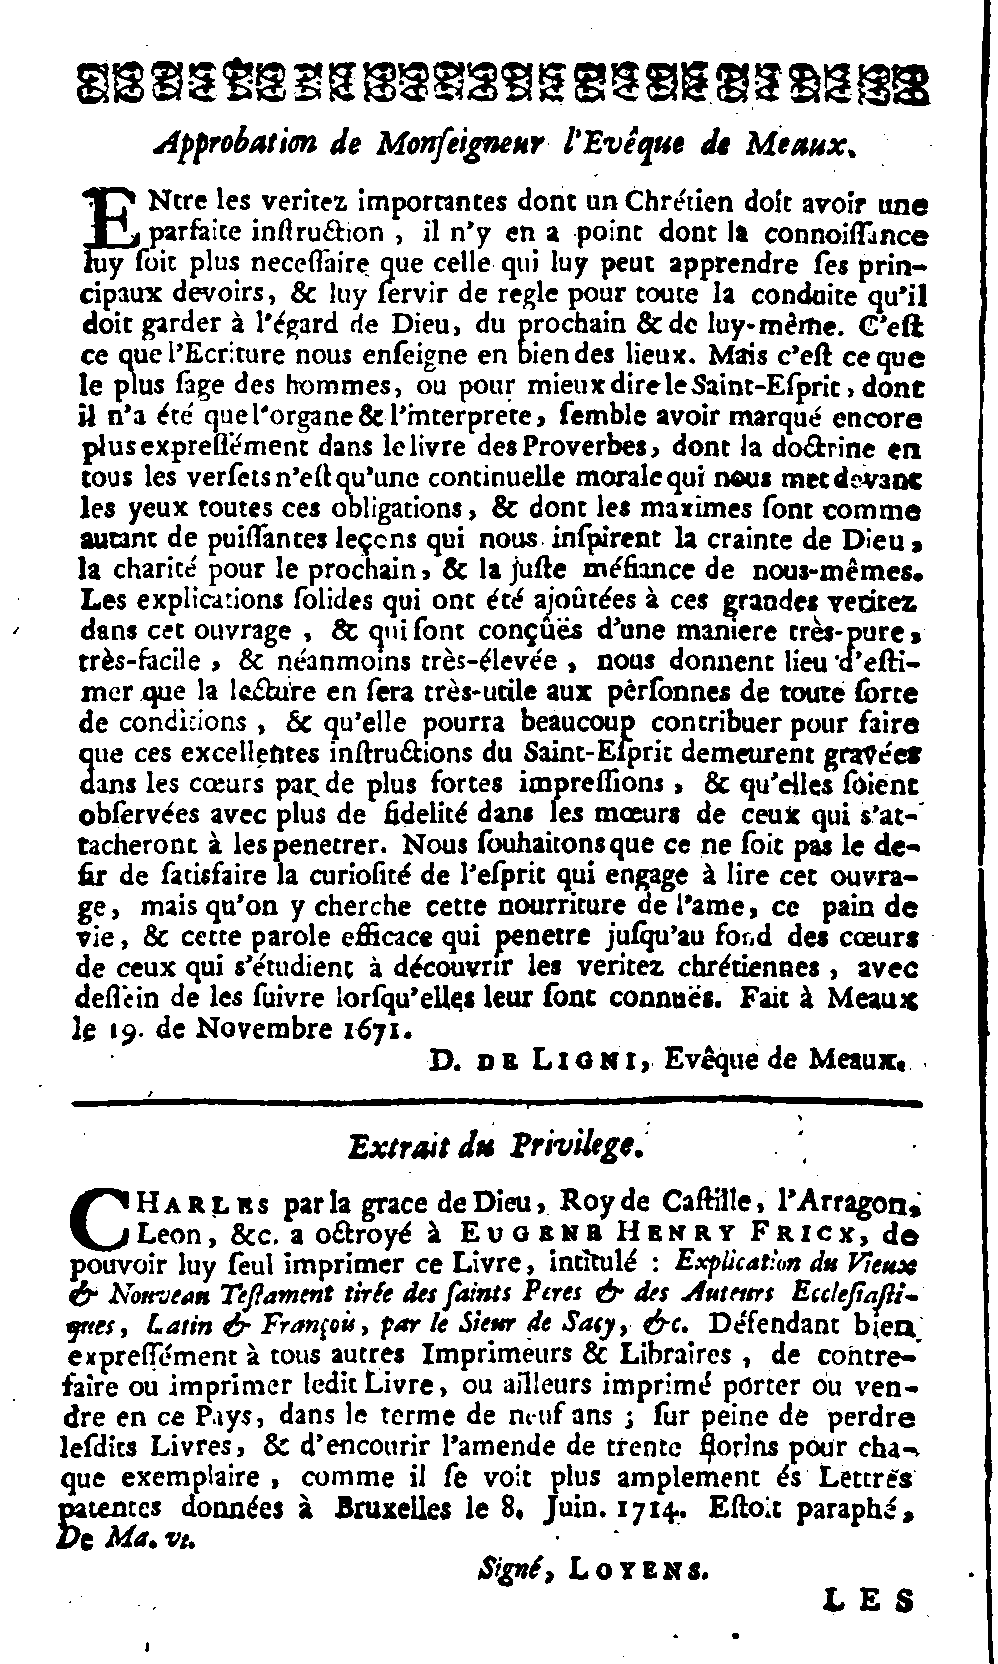 Approbation de Monſeigneur l'Evêque de Meaux.
ENtre les veritez importantes dont un Chrétien doit avoir une
parfaite inſtruction, il n'y en a point dont la connoiſſance
luy ſoit plus neceſſaire que celle qui luy peut apprendre ſes prin-
cipaux devoirs, & luy ſervir de regle pour toute la conduite qu'il
doit garder à l'égard de Dieu, du prochain & de luy-même. C'eſt
ce que l'Ecriture nous enſeigne en bien des lieux. Mais c'eſt ce que
le plus ſage des hommes, ou pour mieux dire le Saint-Eſprit, dont
il n'a été que l'organe & l'interprete, ſemble avoir marqué encore
plus expreſſément dans le livre des Proverbes, dont la doctrine en
tous les verſets n'eſt qu'une continuelle morale qui nous met devant
les yeux toutes ces obligations, & dont les maximes ſont comme
autant de puiſſantes leçens qui nous inſpirent la crainte de Dieu,
la charité pour le prochain, & la juſte méfiance de nous-mêmes.
Les explications ſolides qui ont été ajoûtées à ces grandes veritez
dans cet ouvrage, & qui ſont conçûës d'une maniere très-pure,
très-facile, & néanmoins très-élevée, nous donnent lieu d'eſti-
mer que la lecture en ſera très-utile aux perſonnes de toute ſorte
de conditions, & qu'elle pourra beaucoup contribuer pour faire
que ces excellentes inſtructions du Saint-Eſprit demeurent gravées
dans les cœurs par de plus fortes impreſſions, & qu'elles ſoient
obſervées avec plus de fidelité dans les mœurs de ceux qui s'at-
tacheront à les penetrer. Nous ſouhaitons que ce ne ſoit pas le de-
ſir de ſatisfaire la curioſité de l'eſprit qui engage à lire cet ouvra-
ge, mais qu'on y cherche cette nourriture de l'ame, ce pain de
vie, & cette parole efficace qui penetre juſqu'au fond des cœurs
de ceux qui s'étudient à découvrir les veritez chrétiennes, avec
deſſein de les ſuivre lorſqu'elles leur ſont connuës. Fait à Meaux
le 19. de Novembre 1671.
D. DE LIGNI, Evêque de Meaux.
Extrait du Privilege.
CHARLES par la grace de Dieu, Roy de Caſtille, l'Arragon,
Leon, &c. a octroyé à EUGENE HENRY FRICX, de
pouvoir luy ſeul imprimer ce Livre, intitulé : Explication du Vieux
& Nouveau Teſtament tirée des ſaints Peres & des Auteurs Eccleſiaſti-
ques, Latin & François, par le Sieur de Sacy, &c. Défendant bien
expreſſément à tous autres Imprimeurs & Libraires, de contre-
faire ou imprimer ledit Livre, ou ailleurs imprimé porter ou ven-
dre en ce Pays, dans le terme de neuf ans ; ſur peine de perdre
leſdits Livres, & d'encourir l'amende de trente florins pour cha-
que exemplaire, comme il ſe voit plus amplement és Lettres
patentes données à Bruxelles le 8. Juin. 1714. Eſtoit paraphé,
De Ma. vt.
Signé, LOYENS.
LES